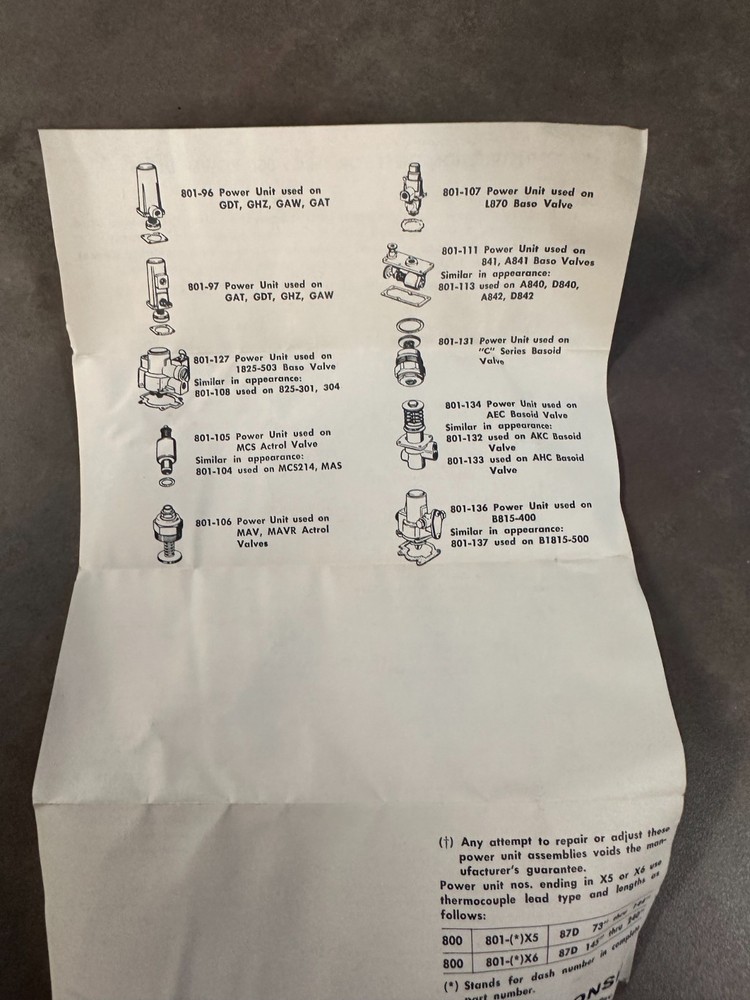 801-96 Power Unit used on
GDT, GHZ, GAW, GAT
801-97 Power Unit used on
GAT, GDT, GHZ, GAW
801-127 Power Unit used on
1825-503 Baso Valve
Similar in appearance:
801-108 used on 825-301, 304
801-105 Power Unit used on
MCS Actrol Valve
Similar in appearance:
801-104 used on MCS214, MAS
801-106 Power Unit used on
MAV, MAVR Actrol
Valves
801-107 Power Unit used on
L870 Baso Valve
801-111 Power Unit used on
841, A841 Baso Valves
Similar in appearance:
801-113 used on A840, D840,
A842, D842
801-131 Power Unit used on
"C" Series Basoid
Valve
801-134 Power Unit used on
AEC Basoid Valve
Similar in appearance:
801-132 used on AKC Basoid
Valve
801-133 used on AHC Basoid
Valve
801-136 Power Unit used on
B815-400
Similar in appearance:
801-137 used on B1815-500
(†) Any attempt to repair or adjust these
power unit assemblies voids the man-
ufacturer's guarantee.
Power unit nos. ending in X5 or X6 use
thermocouple lead type and lengths as
follows:
800 801-(*)X5 87D 73" thru
800 801-(*)X6 87D 145" thru 240"
(*) Stands for dash number in complete
part number.